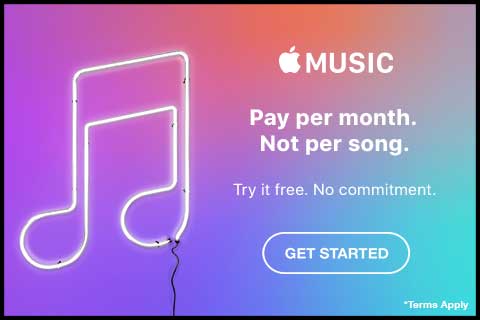 MUSIC
Pay per month.
Not per song.
Try it free. No commitment.
GET STARTED
*Terms Apply